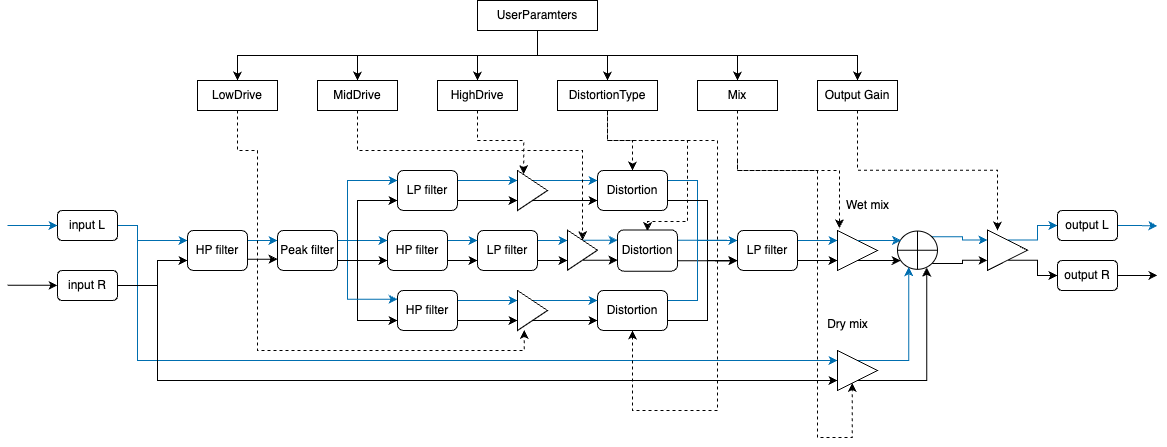 UserParamters
LowDrive
MidDrive
HighDrive
DistortionType
Mix
Output Gain
LP filter
Distortion
Wet mix
input L
output L
HP filter
Peak filter
HP filter
LP filter
Distortion
LP filter
input R
output R
HP filter
Distortion
Dry mix